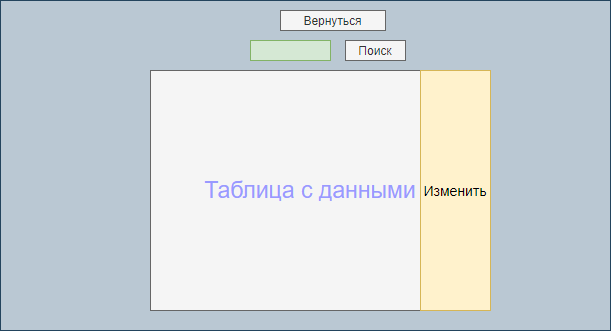 Вернуться
Поиск
Таблица с данными
Изменить